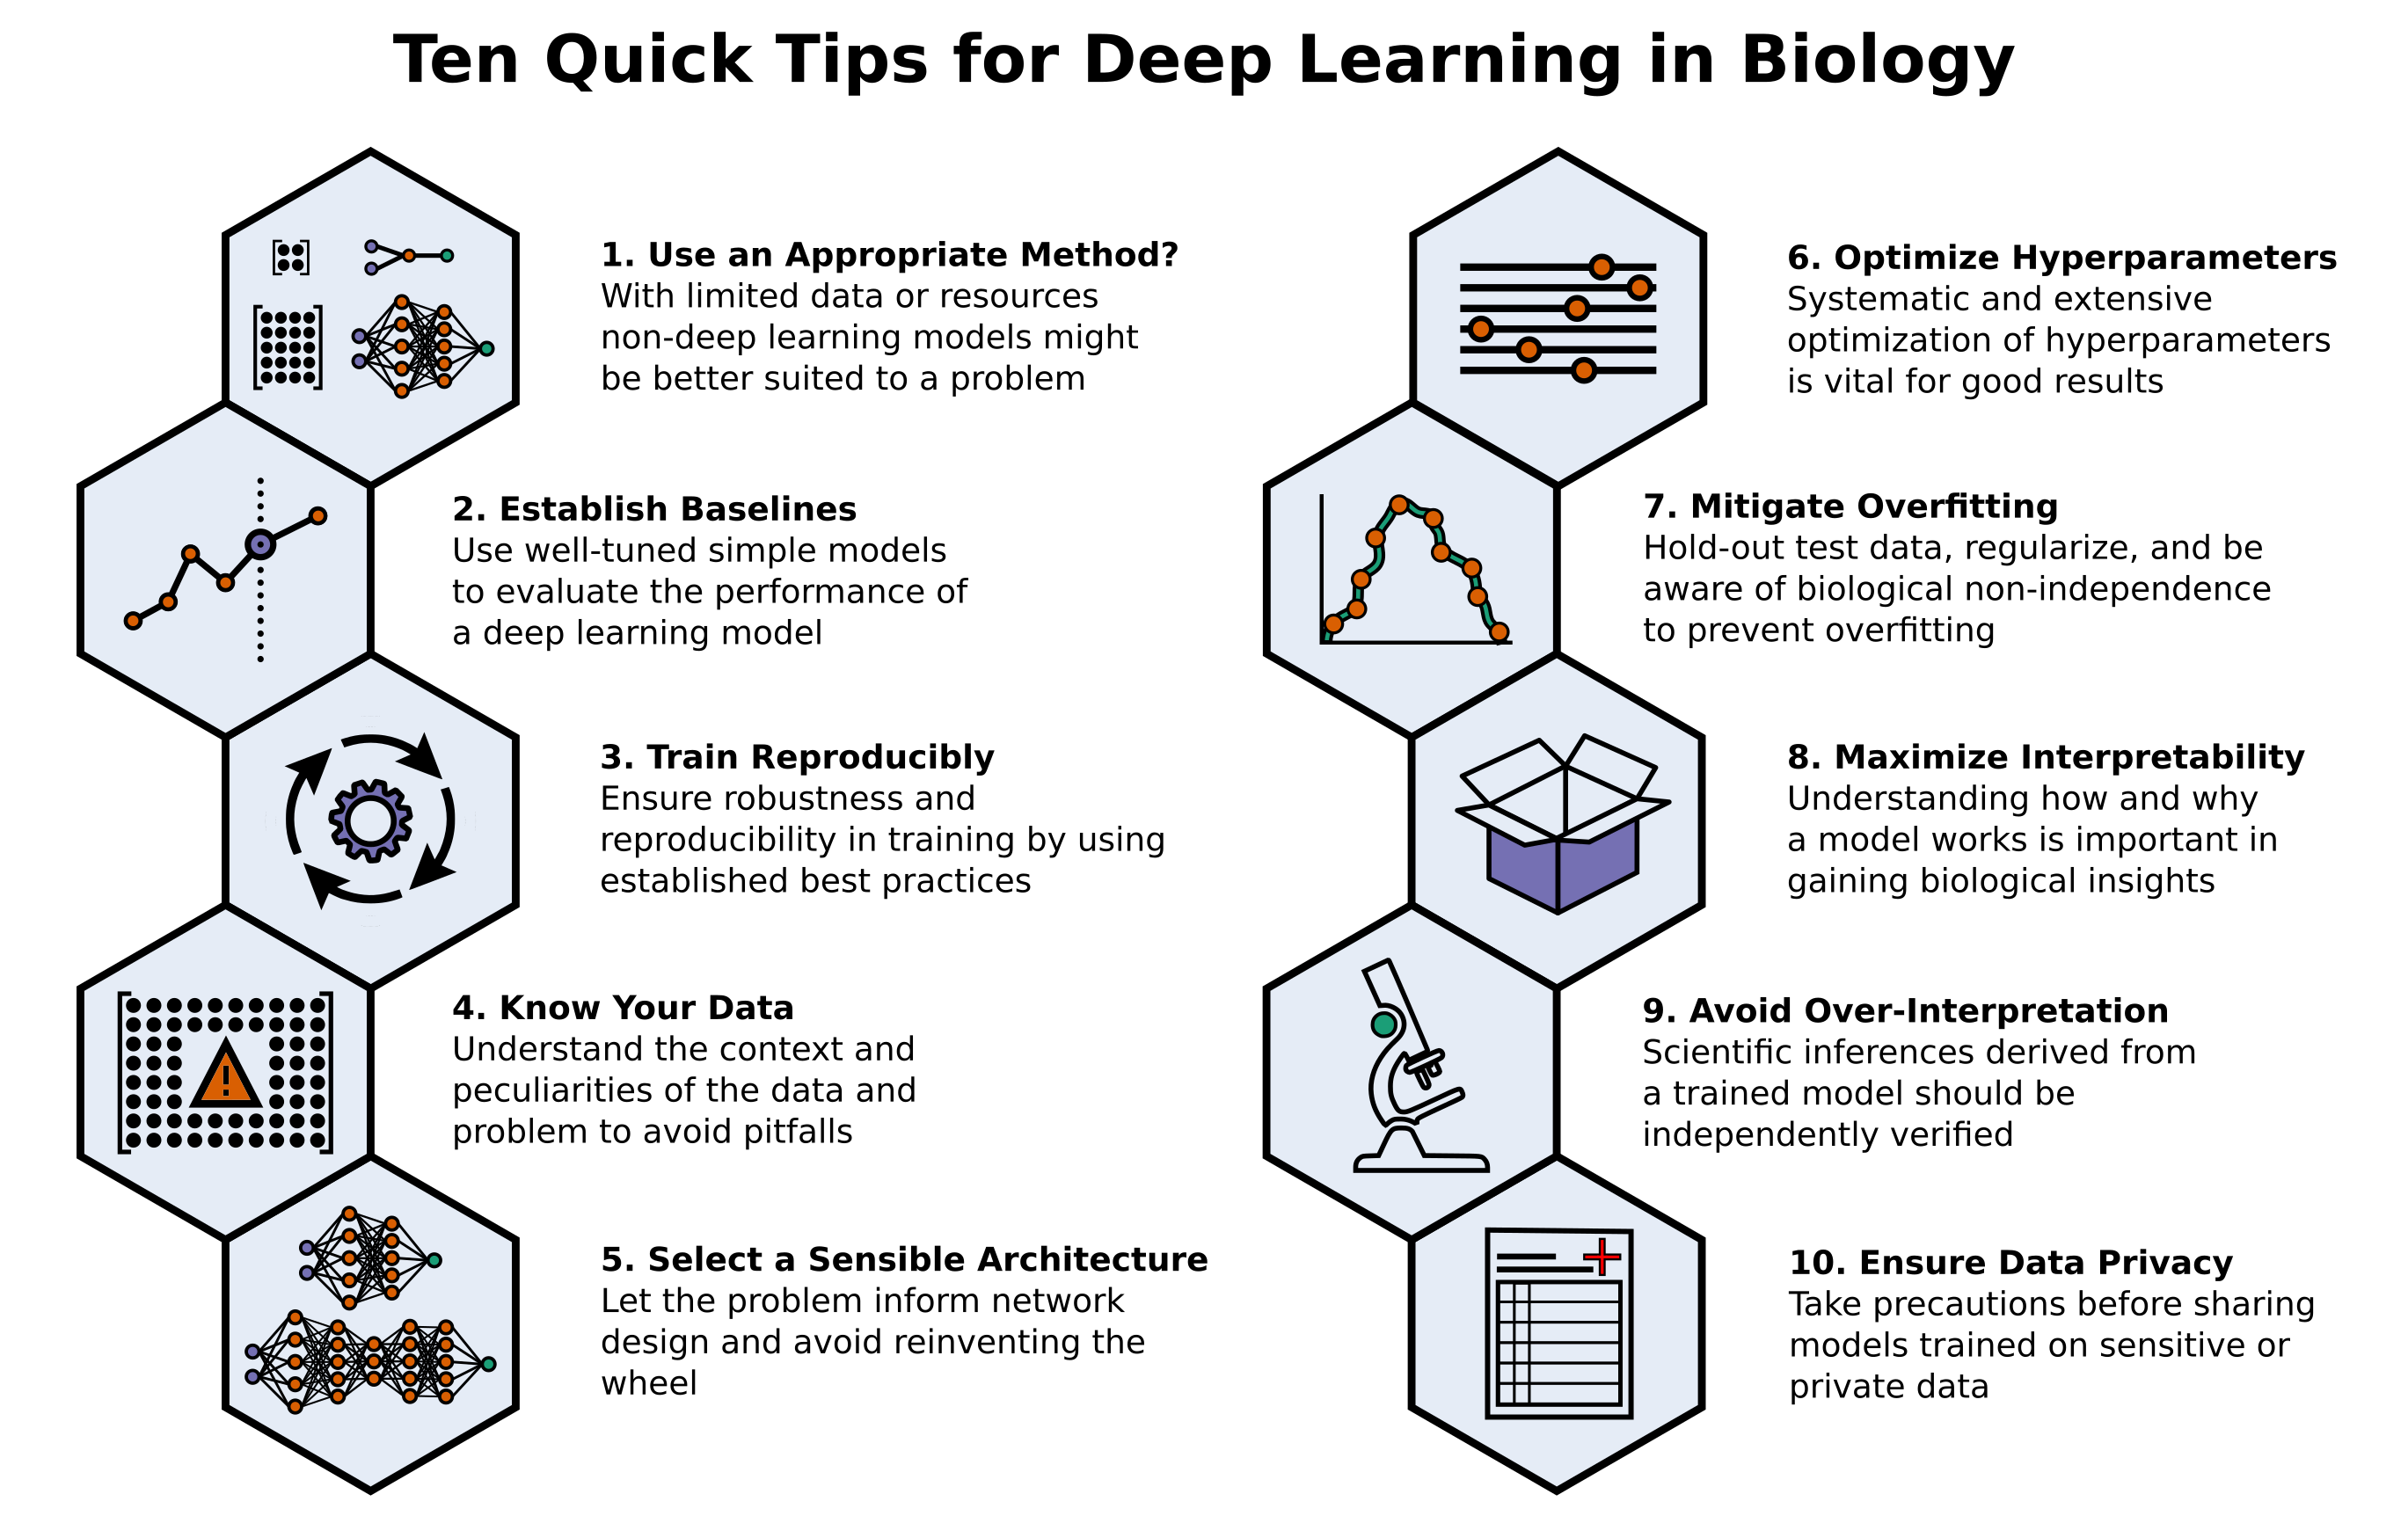 Ten Quick Tips for Deep Learning in Biology
1. Use an Appropriate Method?
With limited data or resources
non-deep learning models might
be better suited to a problem
2. Establish Baselines
Use well-tuned simple models
to evaluate the performance of
a deep learning model
3. Train Reproducibly
Ensure robustness and
reproducibility in training by using
established best practices
4. Know Your Data
Understand the context and
peculiarities of the data and
problem to avoid pitfalls
!
5. Select a Sensible Architecture
Let the problem inform network
design and avoid reinventing the
wheel
6. Optimize Hyperparameters
Systematic and extensive
optimization of hyperparameters
is vital for good results
7. Mitigate Overfitting
Hold-out test data, regularize, and be
aware of biological non-independence
to prevent overfitting
8. Maximize Interpretability
Understanding how and why
a model works is important in
gaining biological insights
9. Avoid Over-Interpretation
Scientific inferences derived from
a trained model should be
independently verified
10. Ensure Data Privacy
Take precautions before sharing
models trained on sensitive or
private data